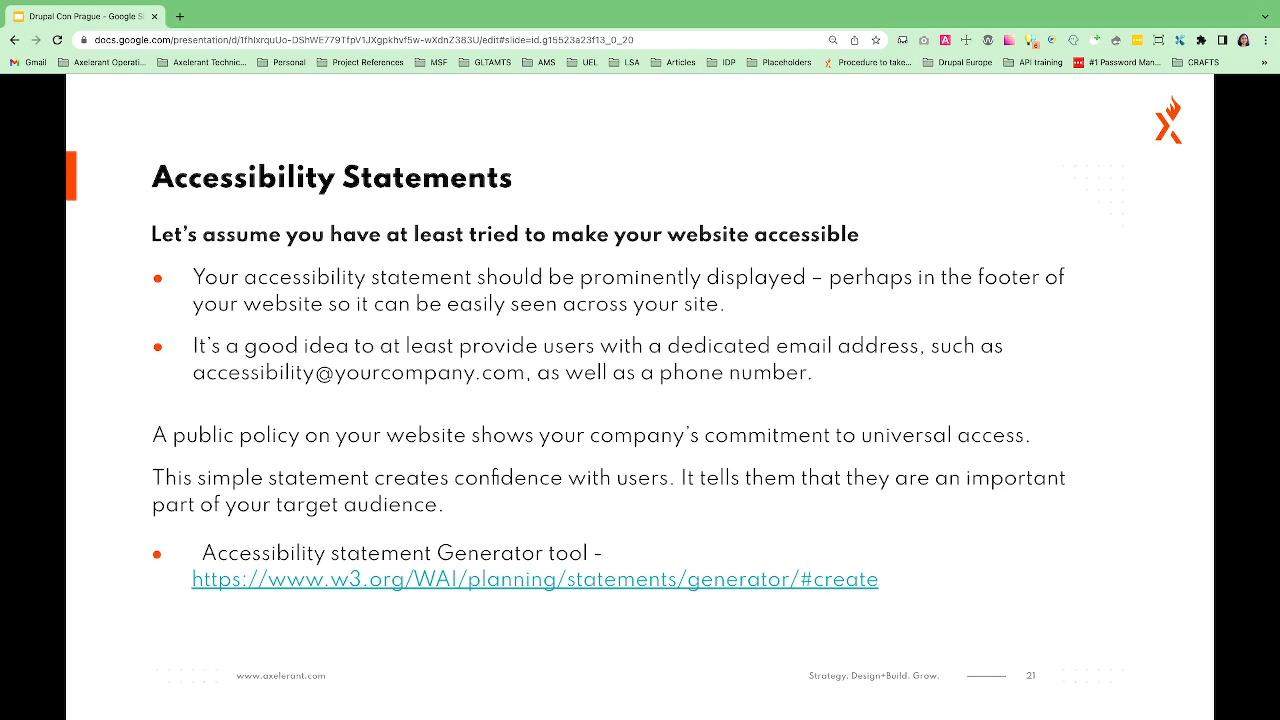 Drupal Con Prague - Google Sl
docs.google.com/presentation/d/1fhIxrquUo-DShWE779TfpV1JXgpkhvf5w-wXdnZ383U/edit#slide=id.g15523a23f13_0_20
Gmail Axelerant Operati... Axelerant Technic... Personal Project References MSF GLTAMTS AMS UEL LSA Articles IDP Placeholders Procedure to take... Drupal Europe API training #1 Password Man... CRAFTS
Accessibility Statements
Let's assume you have at least tried to make your website accessible
● Your accessibility statement should be prominently displayed – perhaps in the footer of
your website so it can be easily seen across your site.
● It's a good idea to at least provide users with a dedicated email address, such as
accessibility@yourcompany.com, as well as a phone number.
A public policy on your website shows your company's commitment to universal access.
This simple statement creates confidence with users. It tells them that they are an important
part of your target audience.
● Accessibility statement Generator tool -
https://www.w3.org/WAI/planning/statements/generator/#create
www.axelerant.com
Strategy. Design+Build. Grow. 21